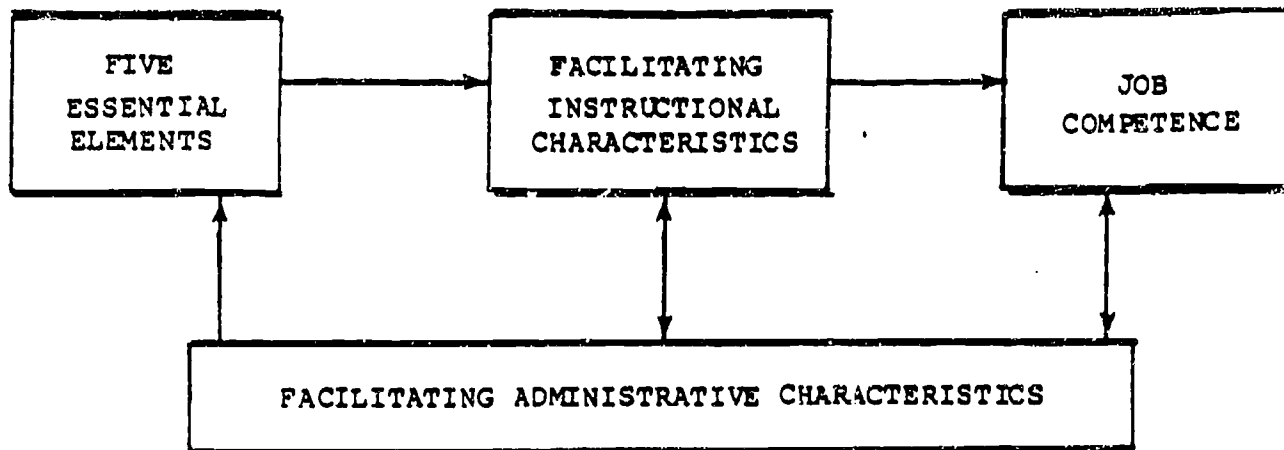 FIVE
ESSENTIAL
ELEMENTS
FACILITATING
INSTRUCTIONAL
CHARACTERISTICS
JOB
COMPETENCE
FACILITATING ADMINISTRATIVE CHARACTERISTICS